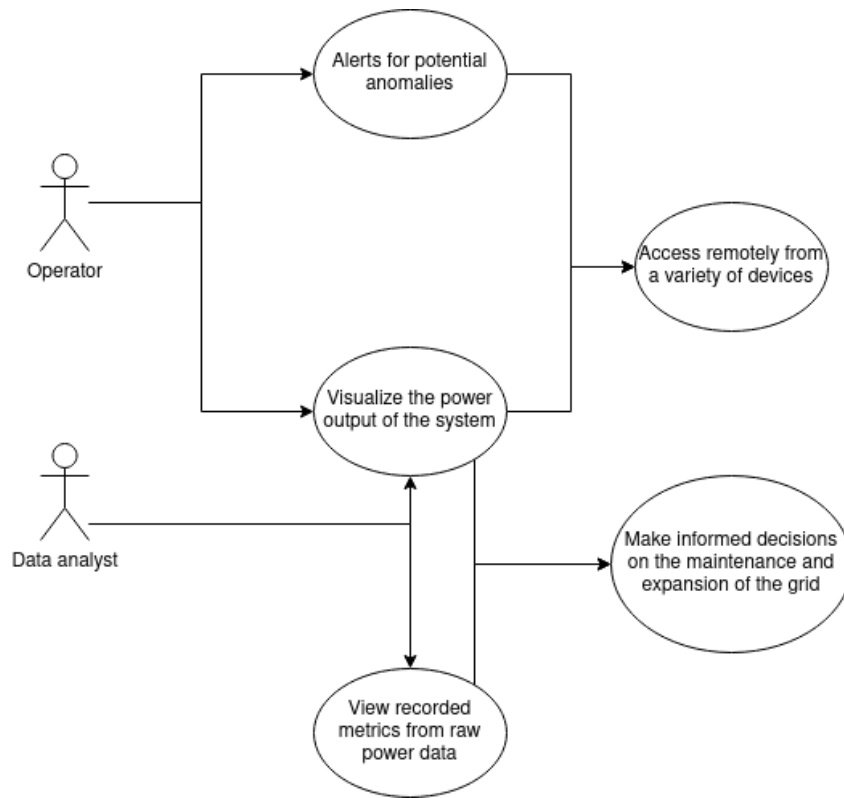 Alerts for potential
anomalies
Operator
Access remotely from
a variety of devices
Visualize the power
output of the system
Data analyst
Make informed decisions
on the maintenance and
expansion of the grid
View recorded
metrics from raw
power data